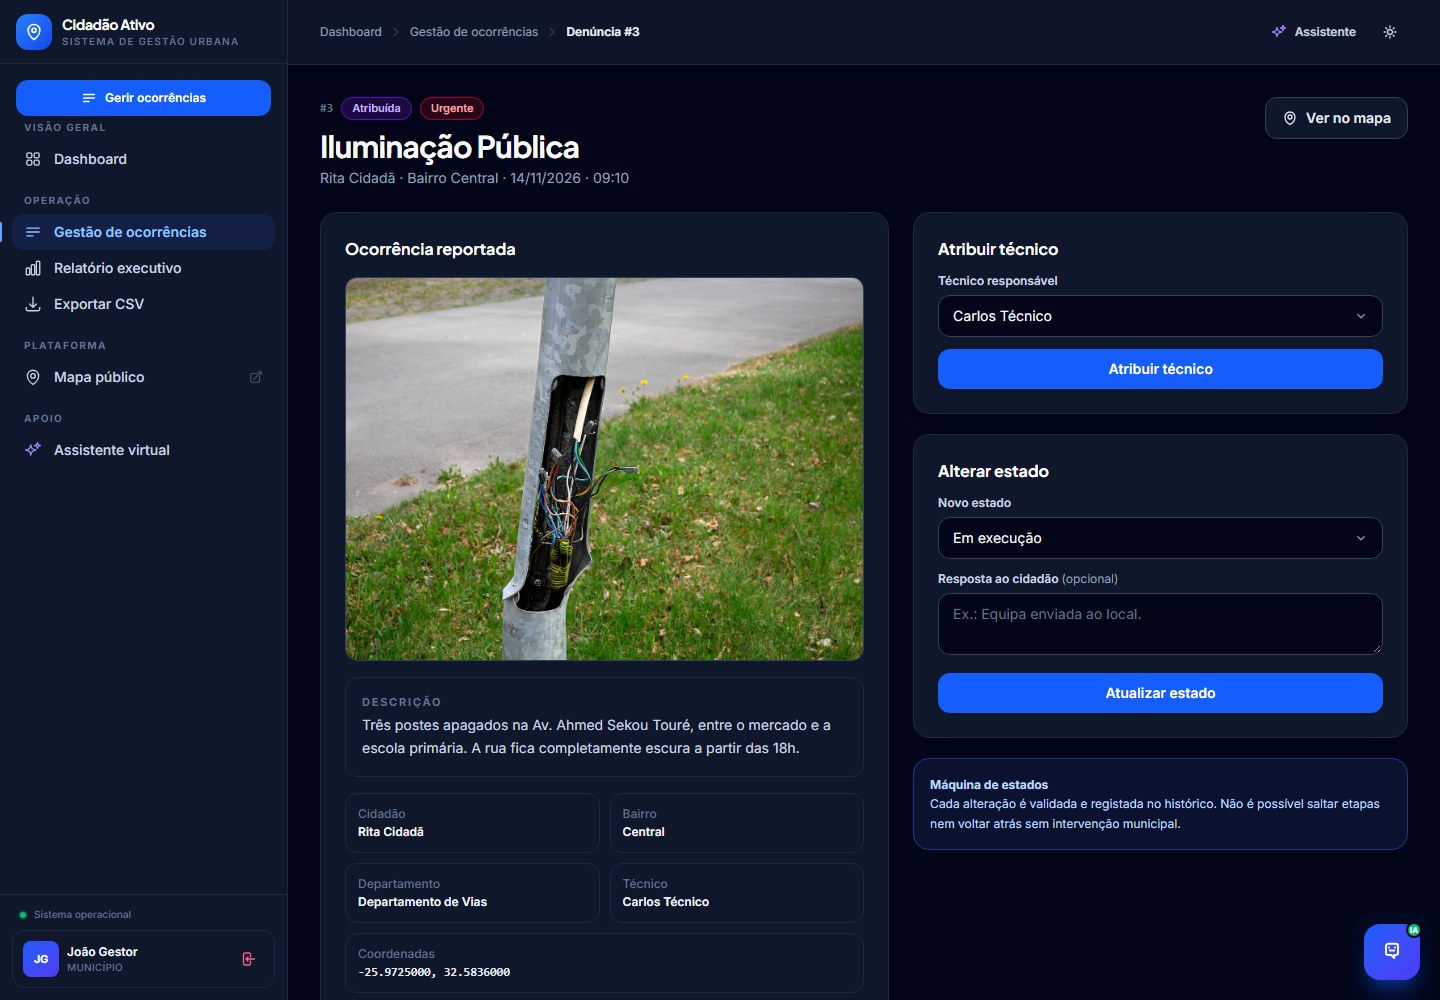 Cidadão Ativo
SISTEMA DE GESTÃO URBANA
Gerir ocorrências
VISÃO GERAL
Dashboard
OPERAÇÃO
Gestão de ocorrências
Relatório executivo
Exportar CSV
PLATAFORMA
Mapa público
APOIO
Assistente virtual
Sistema operacional
JG
João Gestor
MUNICÍPIO
Dashboard
Gestão de ocorrências
Denúncia #3
Assistente
#3
Atribuída
Urgente
Iluminação Pública
Rita Cidadã · Bairro Central · 14/11/2026 · 09:10
Ver no mapa
Ocorrência reportada
DESCRIÇÃO
Três postes apagados na Av. Ahmed Sekou Touré, entre o mercado e a
escola primária. A rua fica completamente escura a partir das 18h.
Cidadão
Rita Cidadã
Bairro
Central
Departamento
Departamento de Vias
Técnico
Carlos Técnico
Coordenadas
-25.9725000, 32.5836000
Atribuir técnico
Técnico responsável
Carlos Técnico
Atribuir técnico
Alterar estado
Novo estado
Em execução
Resposta ao cidadão (opcional)
Ex.: Equipa enviada ao local.
Atualizar estado
Máquina de estados
Cada alteração é validada e registada no histórico. Não é possível saltar etapas
nem voltar atrás sem intervenção municipal.
IA